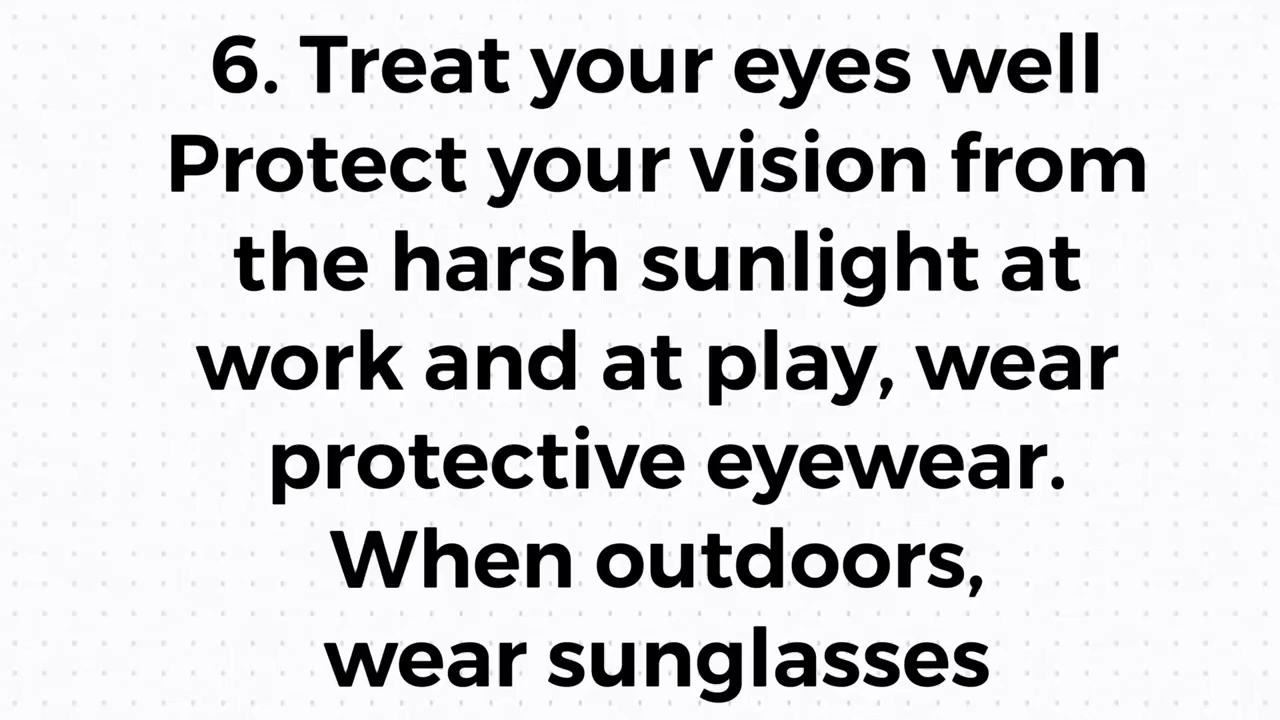 6. Treat your eyes well
Protect your vision from
the harsh sunlight at
work and at play, wear
protective eyewear.
When outdoors,
wear sunglasses